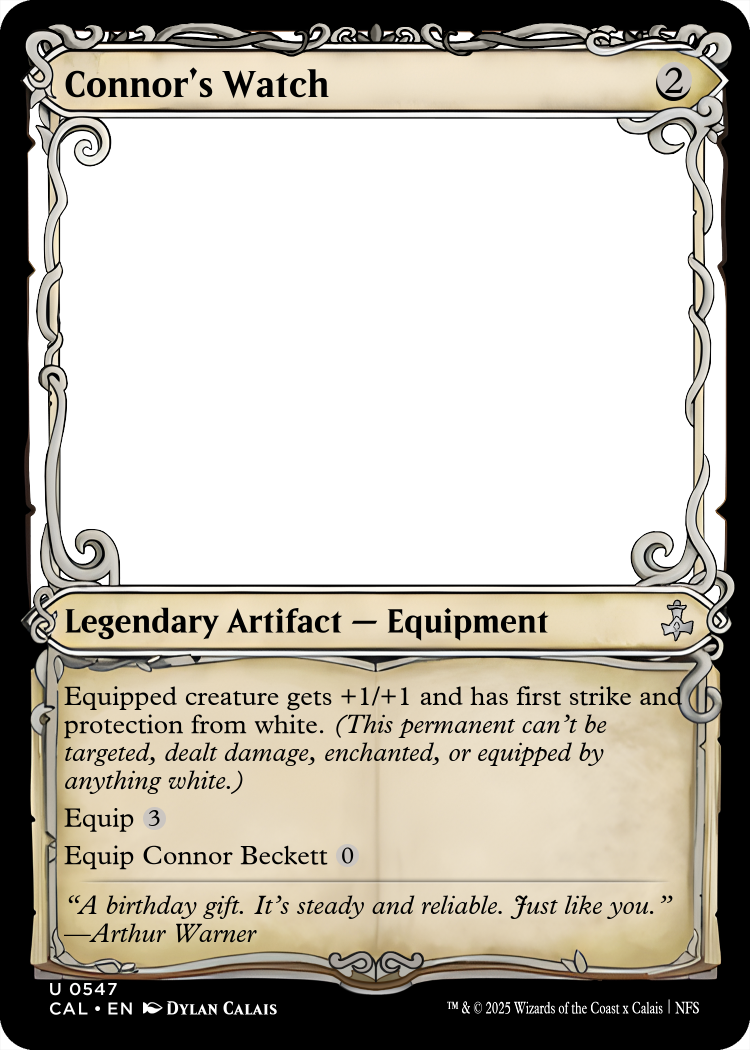 Connor's Watch 2
Legendary Artifact — Equipment
Equipped creature gets +1/+1 and has first strike and
protection from white. (This permanent can't be
targeted, dealt damage, enchanted, or equipped by
anything white.)
Equip 3
Equip Connor Beckett 0
“A birthday gift. It's steady and reliable. Just like you.”
—Arthur Warner
U 0547
CAL • EN Dylan Calais ™ & © 2025 Wizards of the Coast x Calais | NFS